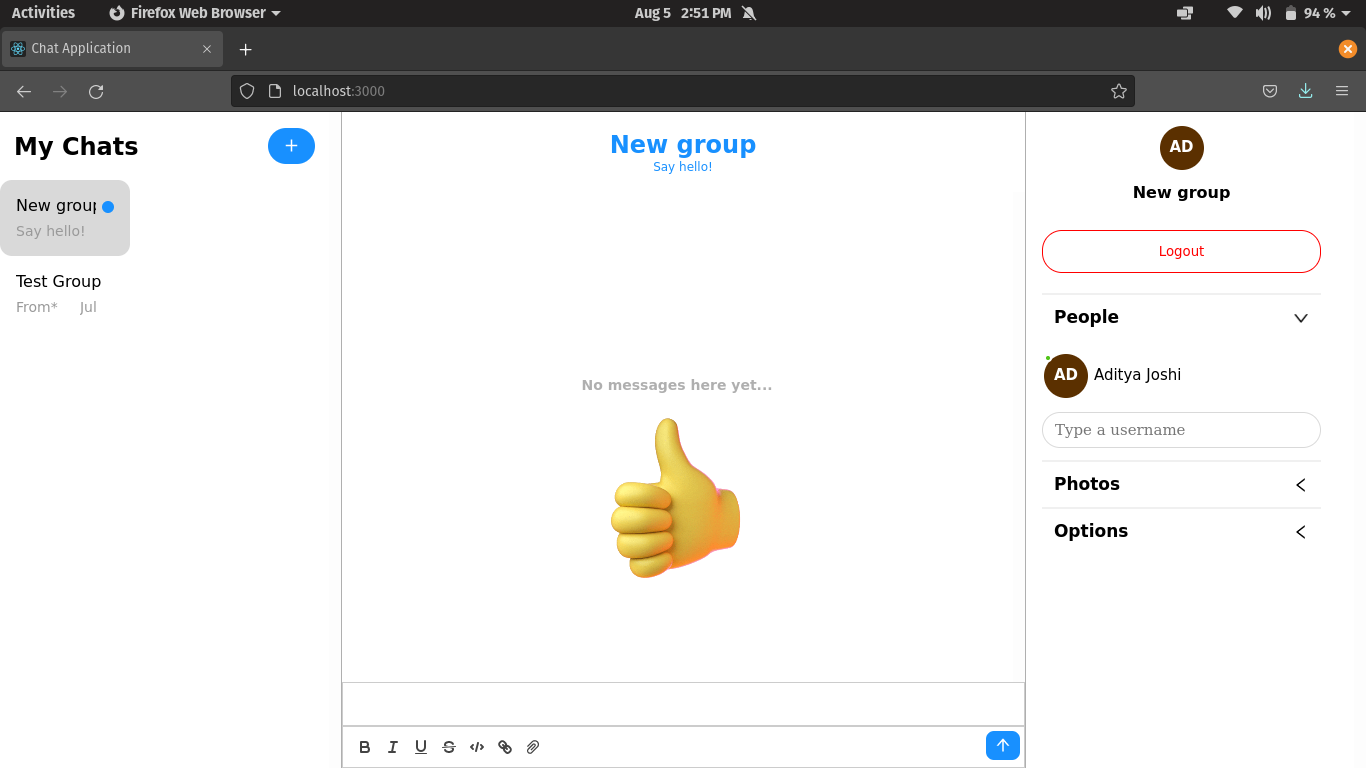 Activities
Firefox Web Browser
Aug 5 2:51 PM
94 %
Chat Application
localhost:3000
My Chats
+
New group
Say hello!
Test Group
From* Jul
New group
Say hello!
No messages here yet...
B I U S </>
AD
New group
Logout
People
AD Aditya Joshi
Type a username
Photos
Options